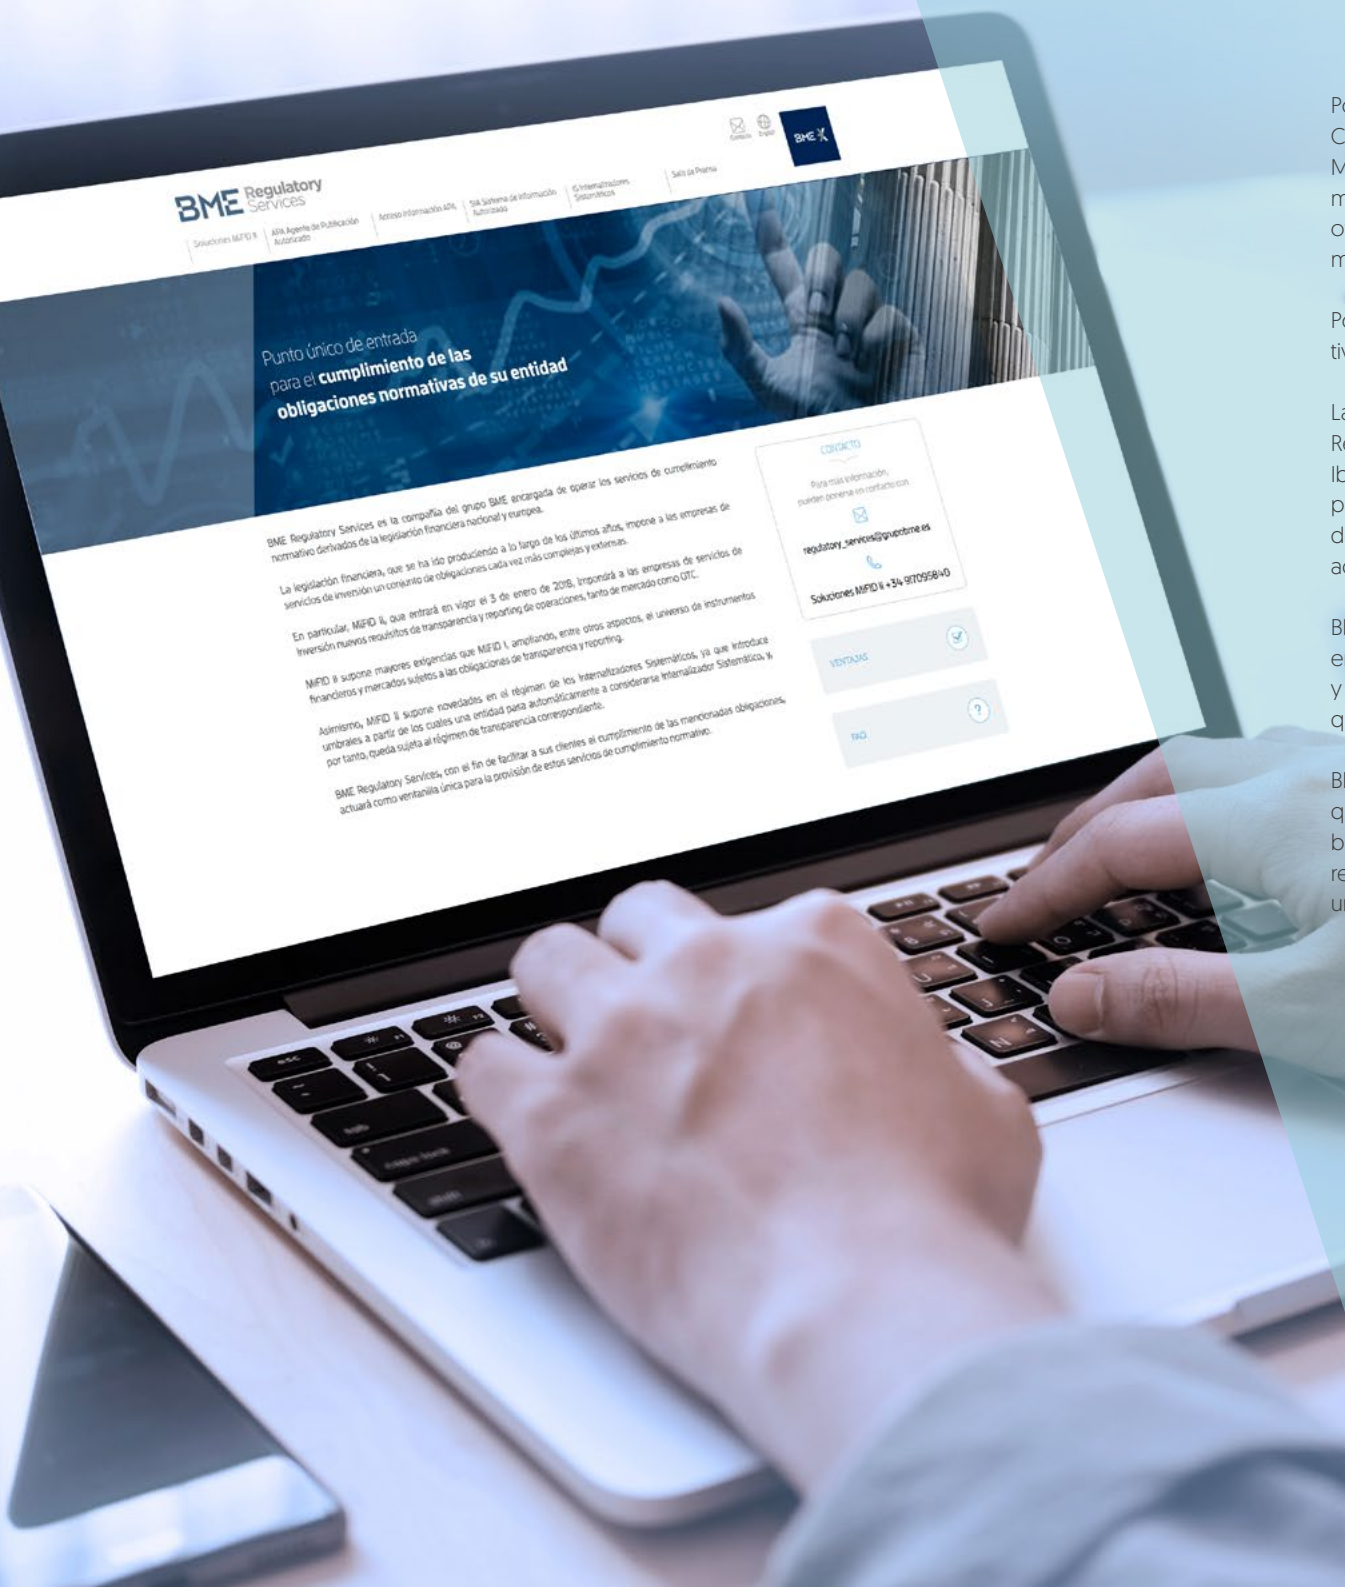 Contacto
English
BME X
BME Regulatory
Services
Soluciones MiFID II
APA Agente de Publicación
Autorizado
Acceso Información APA
SIA Sistema de Información
Autorizado
IS Internalizadores
Sistemáticos
Sala de Prensa
Punto único de entrada
para el cumplimiento de las
obligaciones normativas de su entidad
BME Regulatory Services es la compañía del grupo BME encargada de operar los servicios de cumplimiento
normativo derivados de la legislación financiera nacional y europea.
La legislación financiera, que se ha ido produciendo a lo largo de los últimos años, impone a las empresas de
servicios de inversión un conjunto de obligaciones cada vez más complejas y extensas.
En particular, MiFID II, que entrará en vigor el 3 de enero de 2018, impondrá a las empresas de servicios de
inversión nuevos requisitos de transparencia y reporting de operaciones, tanto de mercado como OTC.
MiFID II supone mayores exigencias que MiFID I, ampliando, entre otros aspectos, el universo de instrumentos
financieros y mercados sujetos a las obligaciones de transparencia y reporting.
Asimismo, MiFID II supone novedades en el régimen de los Internalizadores Sistemáticos, ya que introduce
umbrales a partir de los cuales una entidad pasa automáticamente a considerarse Internalizador Sistemático, y,
por tanto, queda sujeta al régimen de transparencia correspondiente.
BME Regulatory Services, con el fin de facilitar a sus clientes el cumplimiento de las mencionadas obligaciones,
actuará como ventanilla única para la provisión de estos servicios de cumplimiento normativo.
CONTACTO
Para más información,
pueden ponerse en contacto con:
regulatory_services@grupobme.es
Soluciones MiFID II +34 917095840
VENTAJAS
FAQ
esc